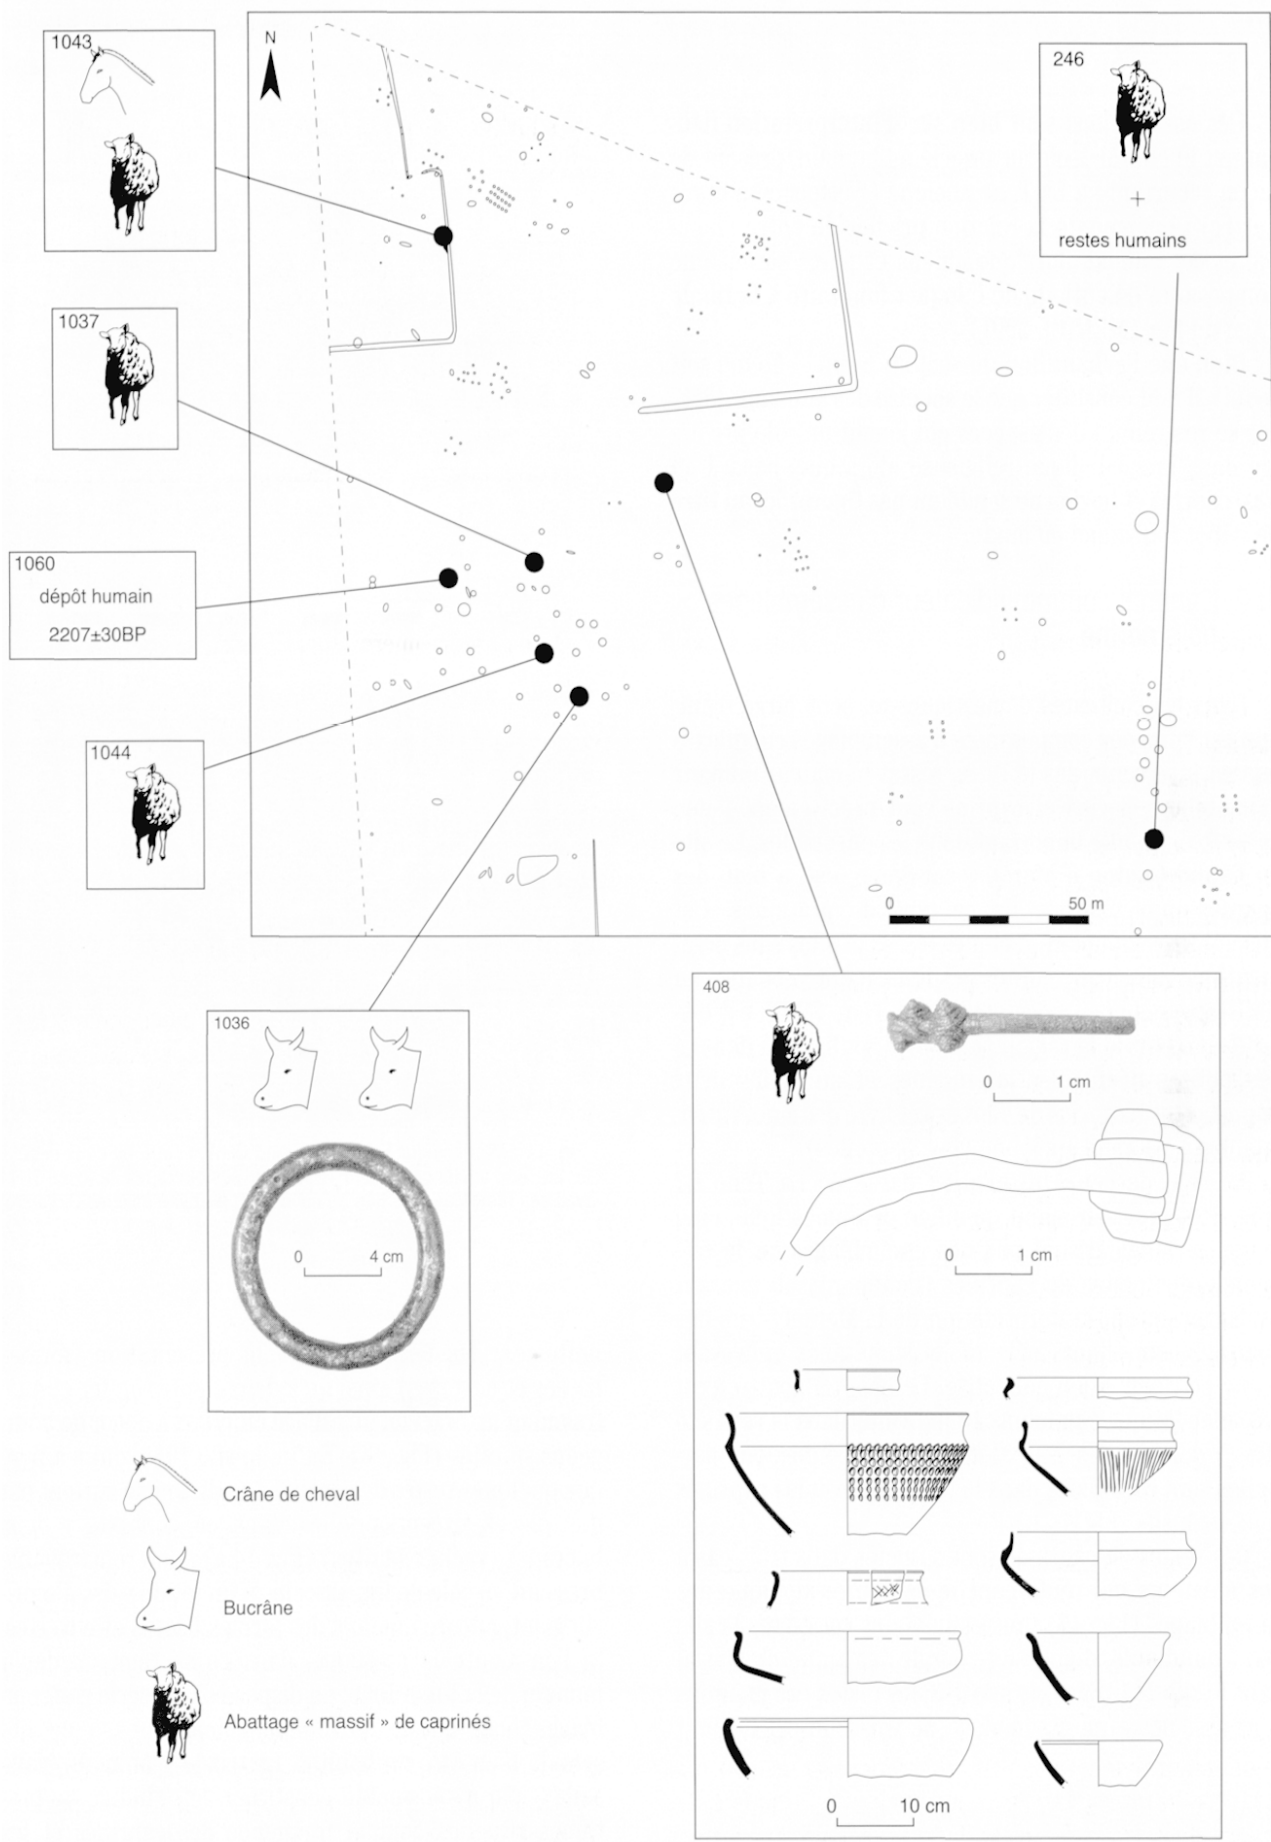 1043
N
246
restes humains
1037
1060
dépôt humain
2207±30BP
1044
0 50 m
1036
0 4 cm
408
0 1 cm
0 1 cm
0 10 cm
Crâne de cheval
Bucrâne
Abattage « massif » de caprinés